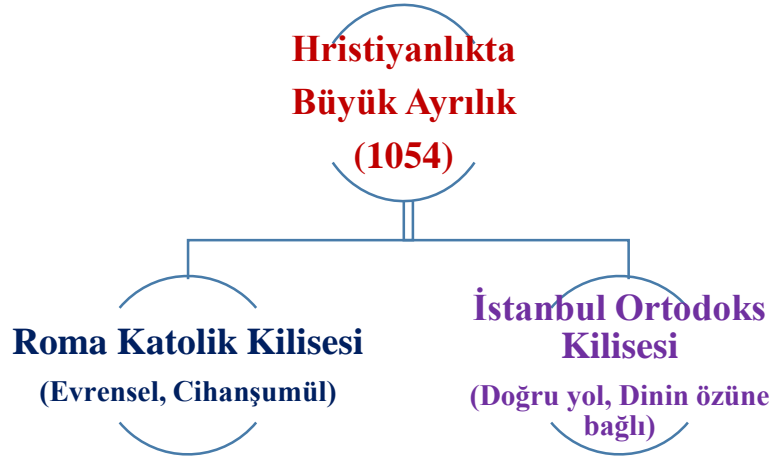 Hristiyanlıkta
Büyük Ayrılık
(1054)
Roma Katolik Kilisesi
(Evrensel, Cihanşumül)
İstanbul Ortodoks
Kilisesi
(Doğru yol, Dinin özüne
bağlı)